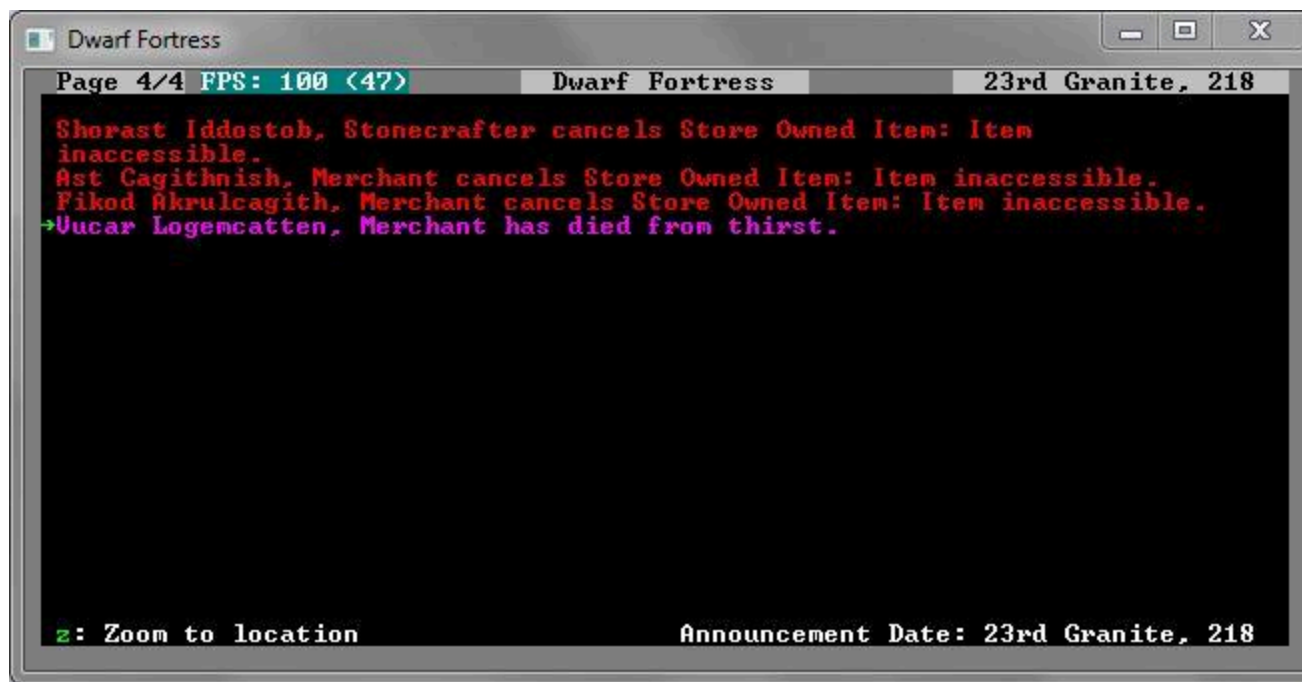 Dwarf Fortress
Page 4/4 FPS: 100 (47) Dwarf Fortress 23rd Granite, 218
Shorast Iddostob, Stonecrafter cancels Store Owned Item: Item
inaccessible.
Ast Cagithnish, Merchant cancels Store Owned Item: Item inaccessible.
Fikod Akrulcagith, Merchant cancels Store Owned Item: Item inaccessible.
→Vucar Logemcatten, Merchant has died from thirst.
z: Zoom to location Announcement Date: 23rd Granite, 218